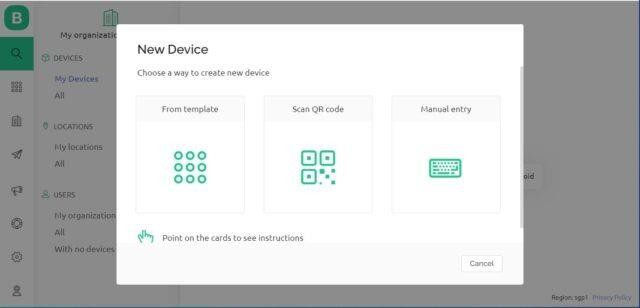 B
My organizat
DEVICES
My Devices
All
LOCATIONS
My locations
All
USERS
My organization
All
With no devices
New Device
Choose a way to create new device
From template
Scan QR code
Manual entry
Point on the cards to see instructions
Cancel
oid
Region: sgp1 Privacy Policy